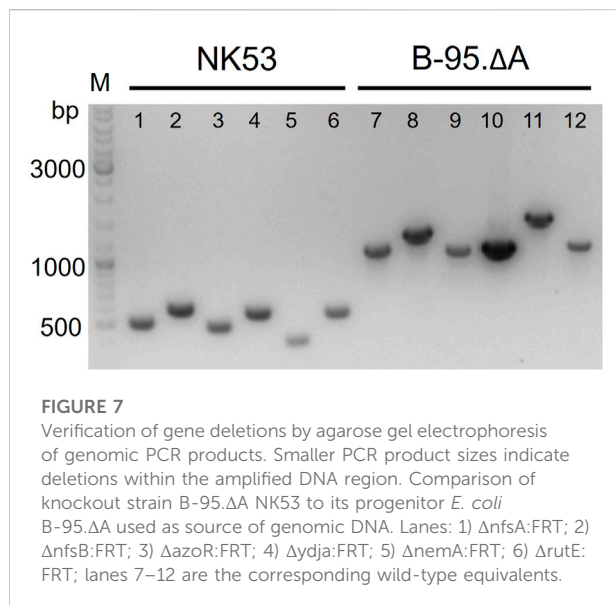 NK53 B-95.ΔA
M
bp 1 2 3 4 5 6 7 8 9 10 11 12
3000
1000
500
FIGURE 7
Verification of gene deletions by agarose gel electrophoresis
of genomic PCR products. Smaller PCR product sizes indicate
deletions within the amplified DNA region. Comparison of
knockout strain B-95.ΔA NK53 to its progenitor E. coli
B-95.ΔA used as source of genomic DNA. Lanes: 1) ΔnfsA:FRT; 2)
ΔnfsB:FRT; 3) ΔazoR:FRT; 4) Δydja:FRT; 5) ΔnemA:FRT; 6) ΔrutE:
FRT; lanes 7–12 are the corresponding wild-type equivalents.